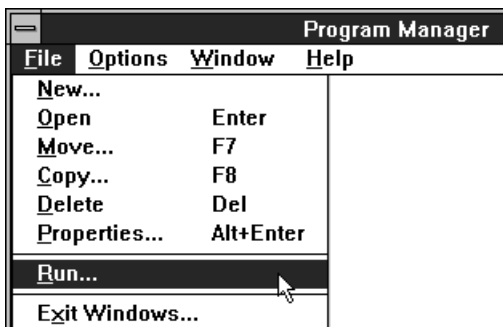 Program Manager
File Options Window Help
New...
Open Enter
Move... F7
Copy... F8
Delete Del
Properties... Alt+Enter
Run...
Exit Windows...